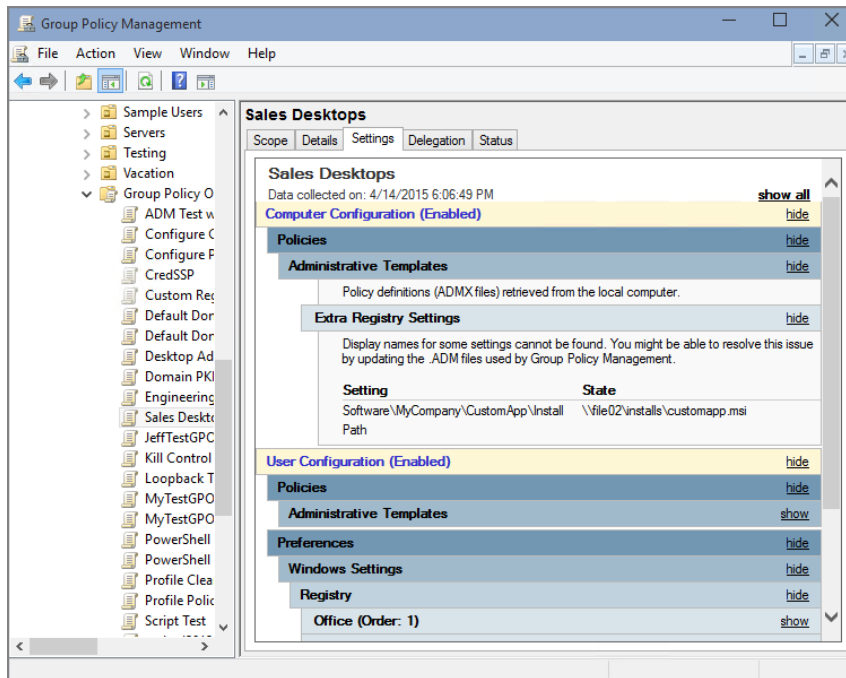 Group Policy Management
File Action View Window Help
Sample Users
Servers
Testing
Vacation
Group Policy O
ADM Test w
Configure C
Configure P
CredSSP
Custom Reg
Default Dor
Default Dor
Desktop Ad
Domain PKI
Engineering
Sales Deskto
JeffTestGPO
Kill Control
Loopback T
MyTestGPO
MyTestGPO
PowerShell
PowerShell
Profile Clea
Profile Polic
Script Test
Sales Desktops
Scope Details Settings Delegation Status
Sales Desktops
Data collected on: 4/14/2015 6:06:49 PM show all
Computer Configuration (Enabled) hide
Policies hide
Administrative Templates hide
Policy definitions (ADMX files) retrieved from the local computer.
Extra Registry Settings hide
Display names for some settings cannot be found. You might be able to resolve this issue
by updating the .ADM files used by Group Policy Management.
Setting State
Software\MyCompany\CustomApp\Install \\file02\installs\customapp.msi
Path
User Configuration (Enabled) hide
Policies hide
Administrative Templates show
Preferences hide
Windows Settings hide
Registry hide
Office (Order: 1) show